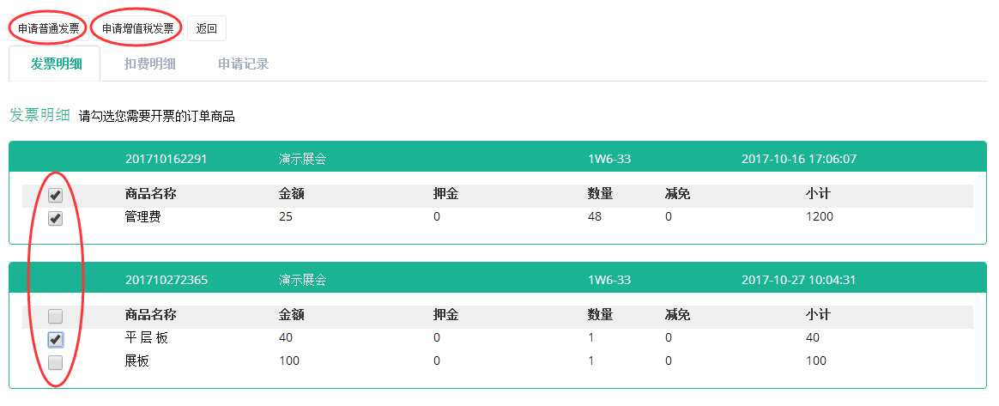 申请普通发票 申请增值税发票 返回
发票明细 扣费明细 申请记录
发票明细 请勾选您需要开票的订单商品
201710162291 演示展会 1W6-33 2017-10-16 17:06:07
商品名称 金额 押金 数量 减免 小计
管理费 25 0 48 0 1200
201710272365 演示展会 1W6-33 2017-10-27 10:04:31
商品名称 金额 押金 数量 减免 小计
平 层 板 40 0 1 0 40
展板 100 0 1 0 100